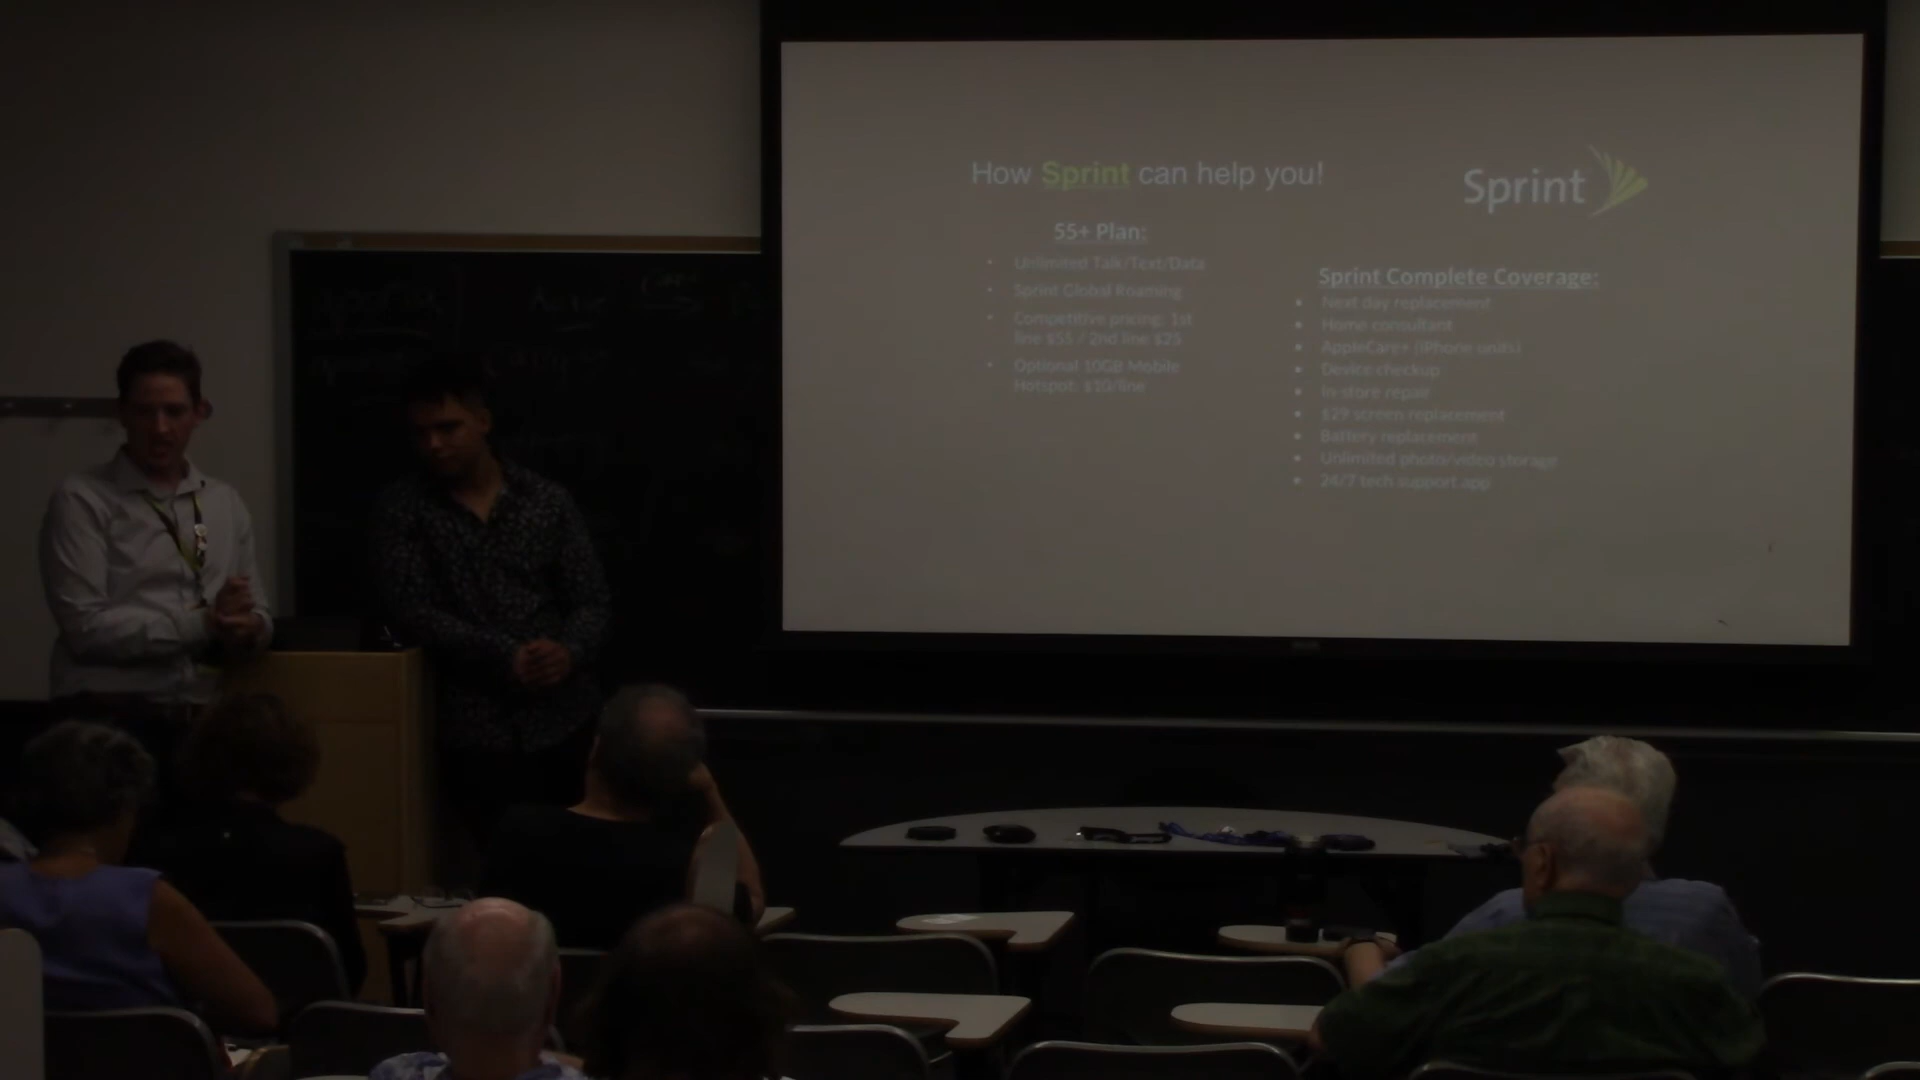 How Sprint can help you!
Sprint
55+ Plan:
Unlimited Talk/Text/Data
Sprint Global Roaming
Competitive pricing: 1st
line $55 / 2nd line $25
Optional 10GB Mobile
Hotspot: $10/line
Sprint Complete Coverage:
Next day replacement
Home consultant
AppleCare+ (iPhone only)
Device checkup
In-store repair
$29 screen replacement
Battery replacement
Unlimited photo/video storage
24/7 tech support app